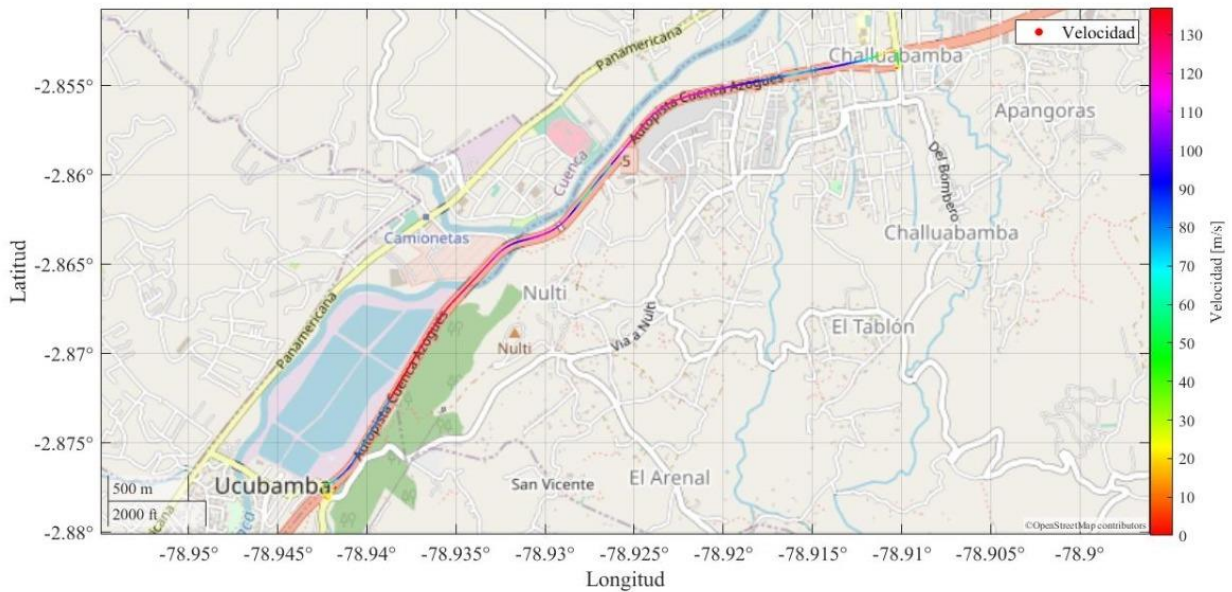 Velocidad
Panamericana
Challuabamba
Autopista Cuenca Azogues
Apangoras
Cuenca
5
Del Bombero
Camionetas
Challuabamba
Nulti
Panamericana
Nulti
Via a Nulti
El Tablón
Autopista Cuenca Azogues
Ucubamba
San Vicente
El Arenal
500 m
2000 ft
©OpenStreetMap contributors
-2.855°
-2.86°
-2.865°
-2.87°
-2.875°
-2.88°
Latitud
-78.95°
-78.945°
-78.94°
-78.935°
-78.93°
-78.925°
-78.92°
-78.915°
-78.91°
-78.905°
-78.9°
Longitud
130
120
110
100
90
80
70
60
50
40
30
20
10
0
Velocidad [m/s]